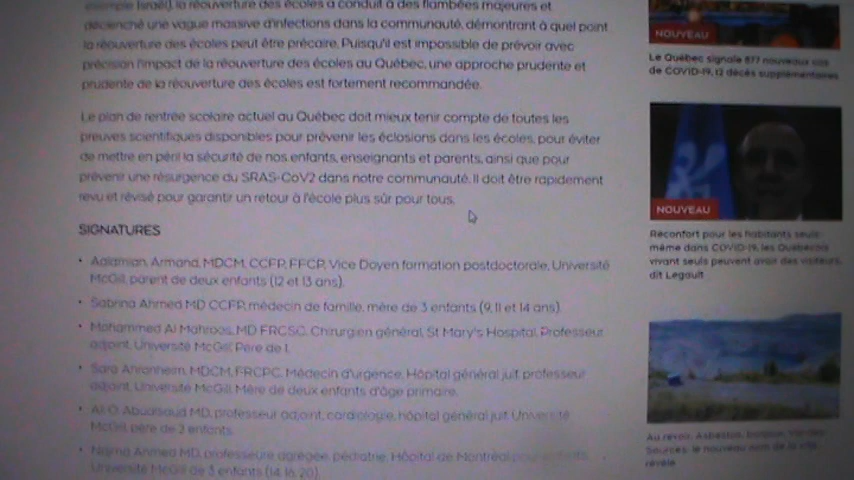 exemple Israël), la réouverture des écoles a conduit à des flambées majeures et
déclenché une vague massive d'infections dans la communauté, démontrant à quel point
la réouverture des écoles peut être précaire. Puisqu'il est impossible de prévoir avec
précision l'impact de la réouverture des écoles au Québec, une approche prudente et
prudente de la réouverture des écoles est fortement recommandée.
Le plan de rentrée scolaire actuel au Québec doit mieux tenir compte de toutes les
preuves scientifiques disponibles pour prévenir les éclosions dans les écoles, pour éviter
de mettre en péril la sécurité de nos enfants, enseignants et parents, ainsi que pour
prévenir une résurgence du SRAS-CoV2 dans notre communauté. Il doit être rapidement
revu et révisé pour garantir un retour à l'école plus sûr pour tous.
SIGNATURES
• Aalamian, Armand, MDCM, CCFP, FFCP, Vice Doyen formation postdoctorale, Université
McGill, parent de deux enfants (12 et 13 ans).
• Sabrina Ahmed MD CCFP, médecin de famille, mère de 3 enfants (9, 11 et 14 ans)
• Mohammed Al Mahroos, MD FRCSC, Chirurgien général, St Mary's Hospital, Professeur
adjoint, Université McGill, Père de 1.
• Sara Ahronheim, MDCM, FRCPC, Médecin d'urgence, Hôpital général juif, professeur
adjoint, Université McGill. Mère de deux enfants d'âge primaire.
• Ali O. Abualsaud MD, professeur adjoint, cardiologie, hôpital général juif, Université
McGill, père de 2 enfants.
• Najma Ahmed MD, professeure agrégée, pédiatrie, Hôpital de Montréal pour enfants,
Université McGill de 3 enfants (14, 16, 20).
NOUVEAU
Le Québec signale 877 nouveaux cas
de COVID-19, 12 décès supplémentaires
NOUVEAU
Réconfort pour les habitants seuls
même dans COVID-19, les Québécois
vivant seuls peuvent avoir des visiteurs,
dit Legault
Au revoir, Asbestos, bonjour,
Sources: le nouveau nom de la ville
révélé